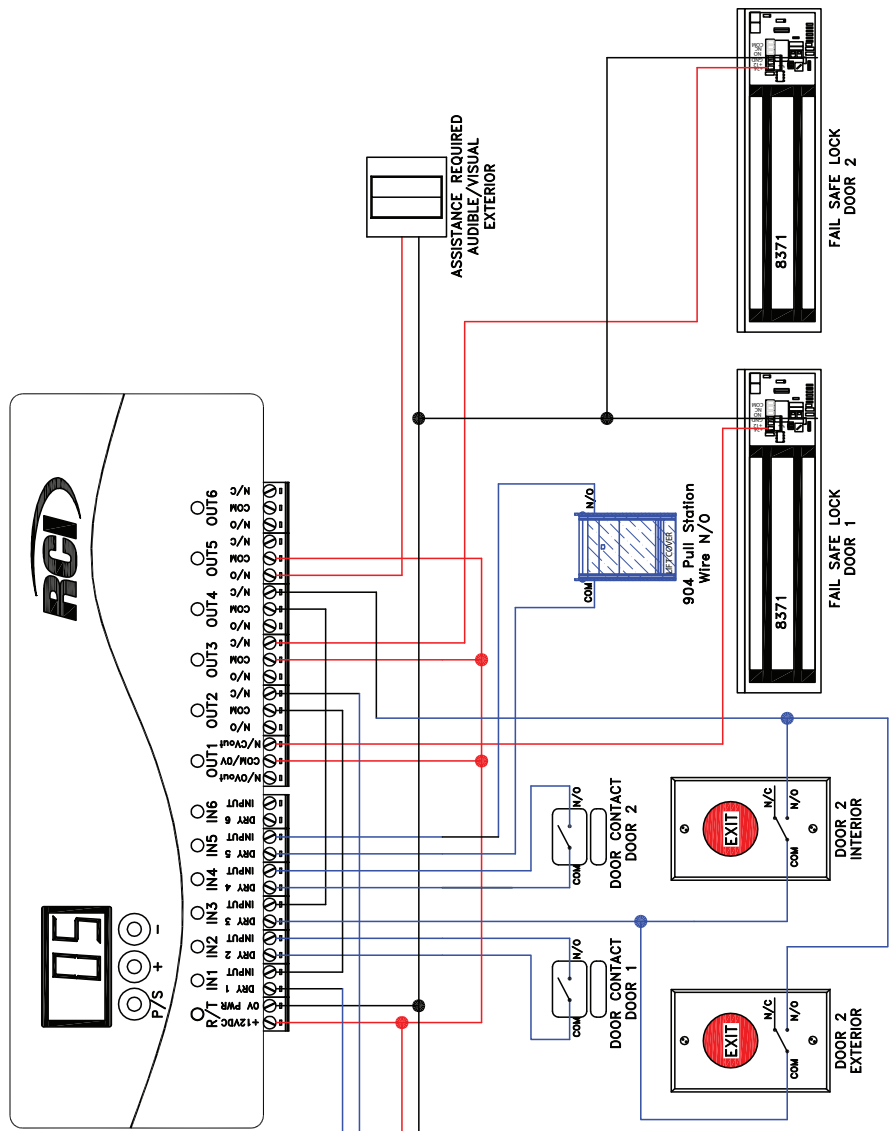 RCI
05
P/S
+
-
R/T
IN1
IN2
IN3
IN4
IN5
IN6
OUT1
OUT2
OUT3
OUT4
OUT5
OUT6
+12VDC
0V PWR
DRY 1
INPUT
DRY 2
INPUT
DRY 3
INPUT
DRY 4
INPUT
DRY 5
INPUT
DRY 6
INPUT
N/OVout
COM/0V
N/CVout
N/O
COM
N/C
N/O
COM
N/C
N/O
COM
N/C
N/O
COM
N/C
N/O
COM
N/C
ASSISTANCE REQUIRED
AUDIBLE/VISUAL
EXTERIOR
COM
N/O
LIFT COVER
904 Pull Station
Wire N/O
COM
N/O
DOOR CONTACT
DOOR 1
COM
N/O
DOOR CONTACT
DOOR 2
8371
FAIL SAFE LOCK
DOOR 1
8371
FAIL SAFE LOCK
DOOR 2
EXIT
COM
N/C
N/O
DOOR 2
EXTERIOR
EXIT
COM
N/C
N/O
DOOR 2
INTERIOR